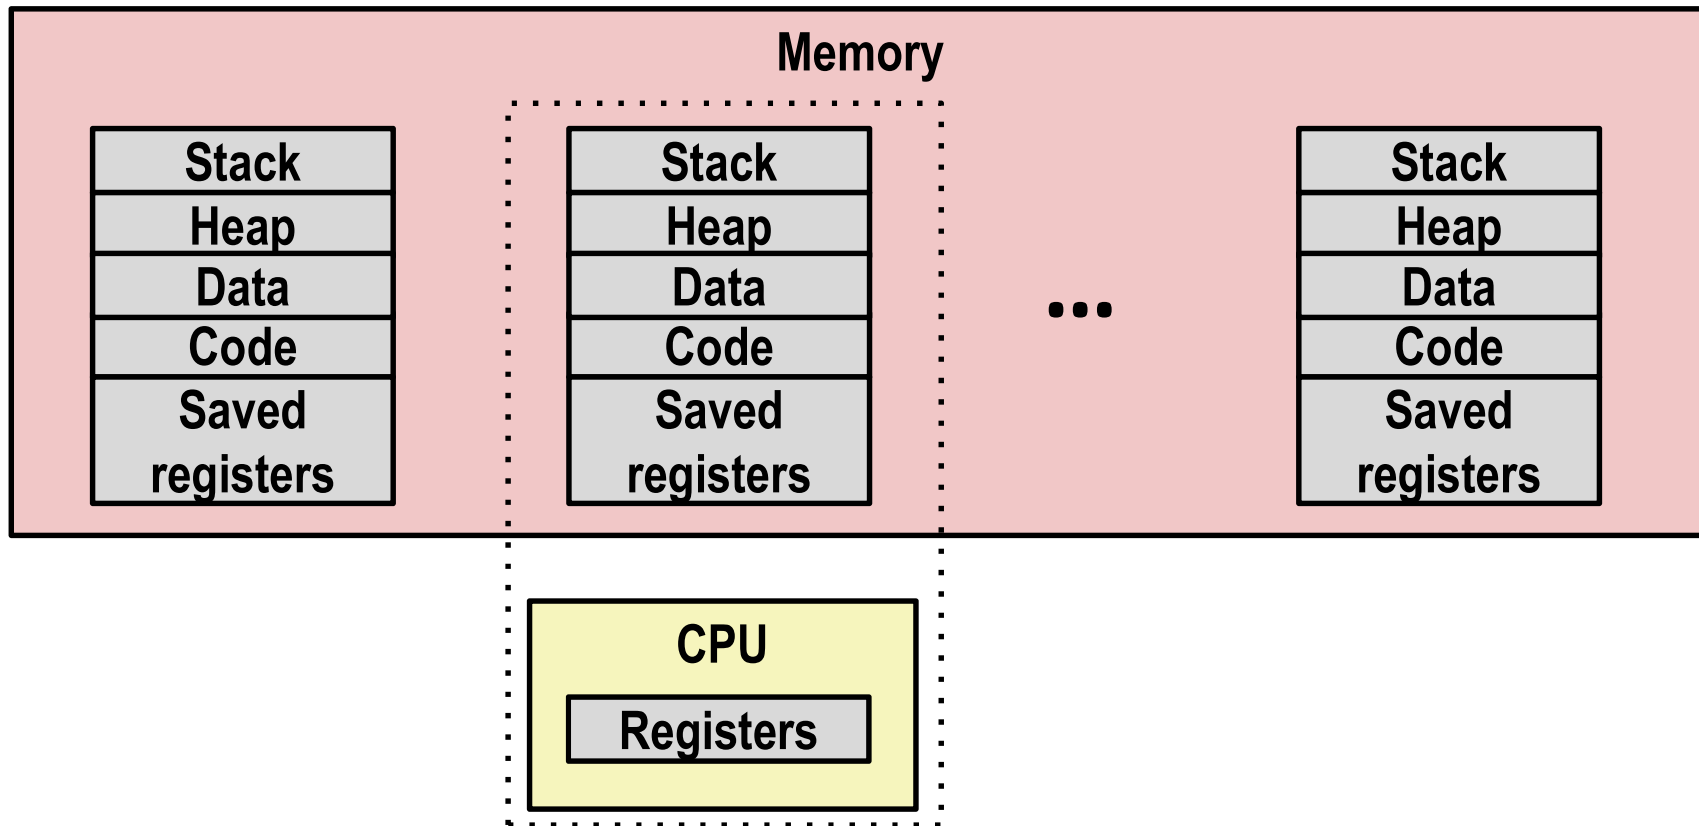 Memory
Stack
Heap
Data
Code
Saved
registers
Stack
Heap
Data
Code
Saved
registers
...
Stack
Heap
Data
Code
Saved
registers
CPU
Registers